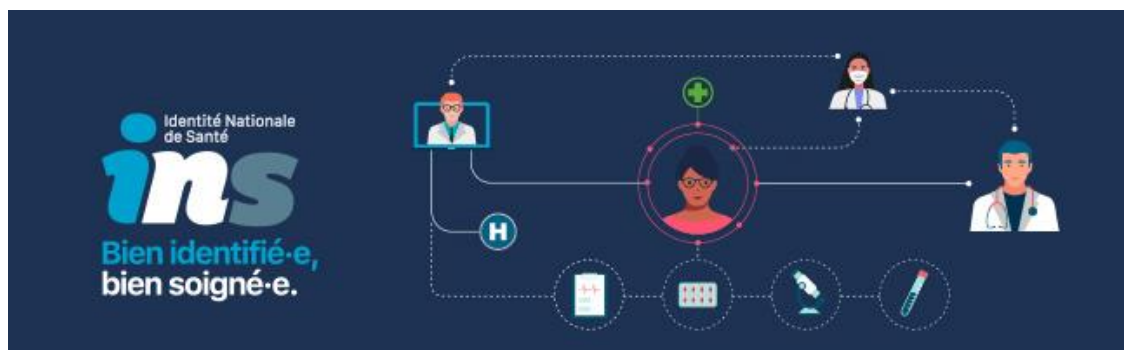 Identité Nationale
de Santé
ins
Bien identifié·e,
bien soigné·e.
H